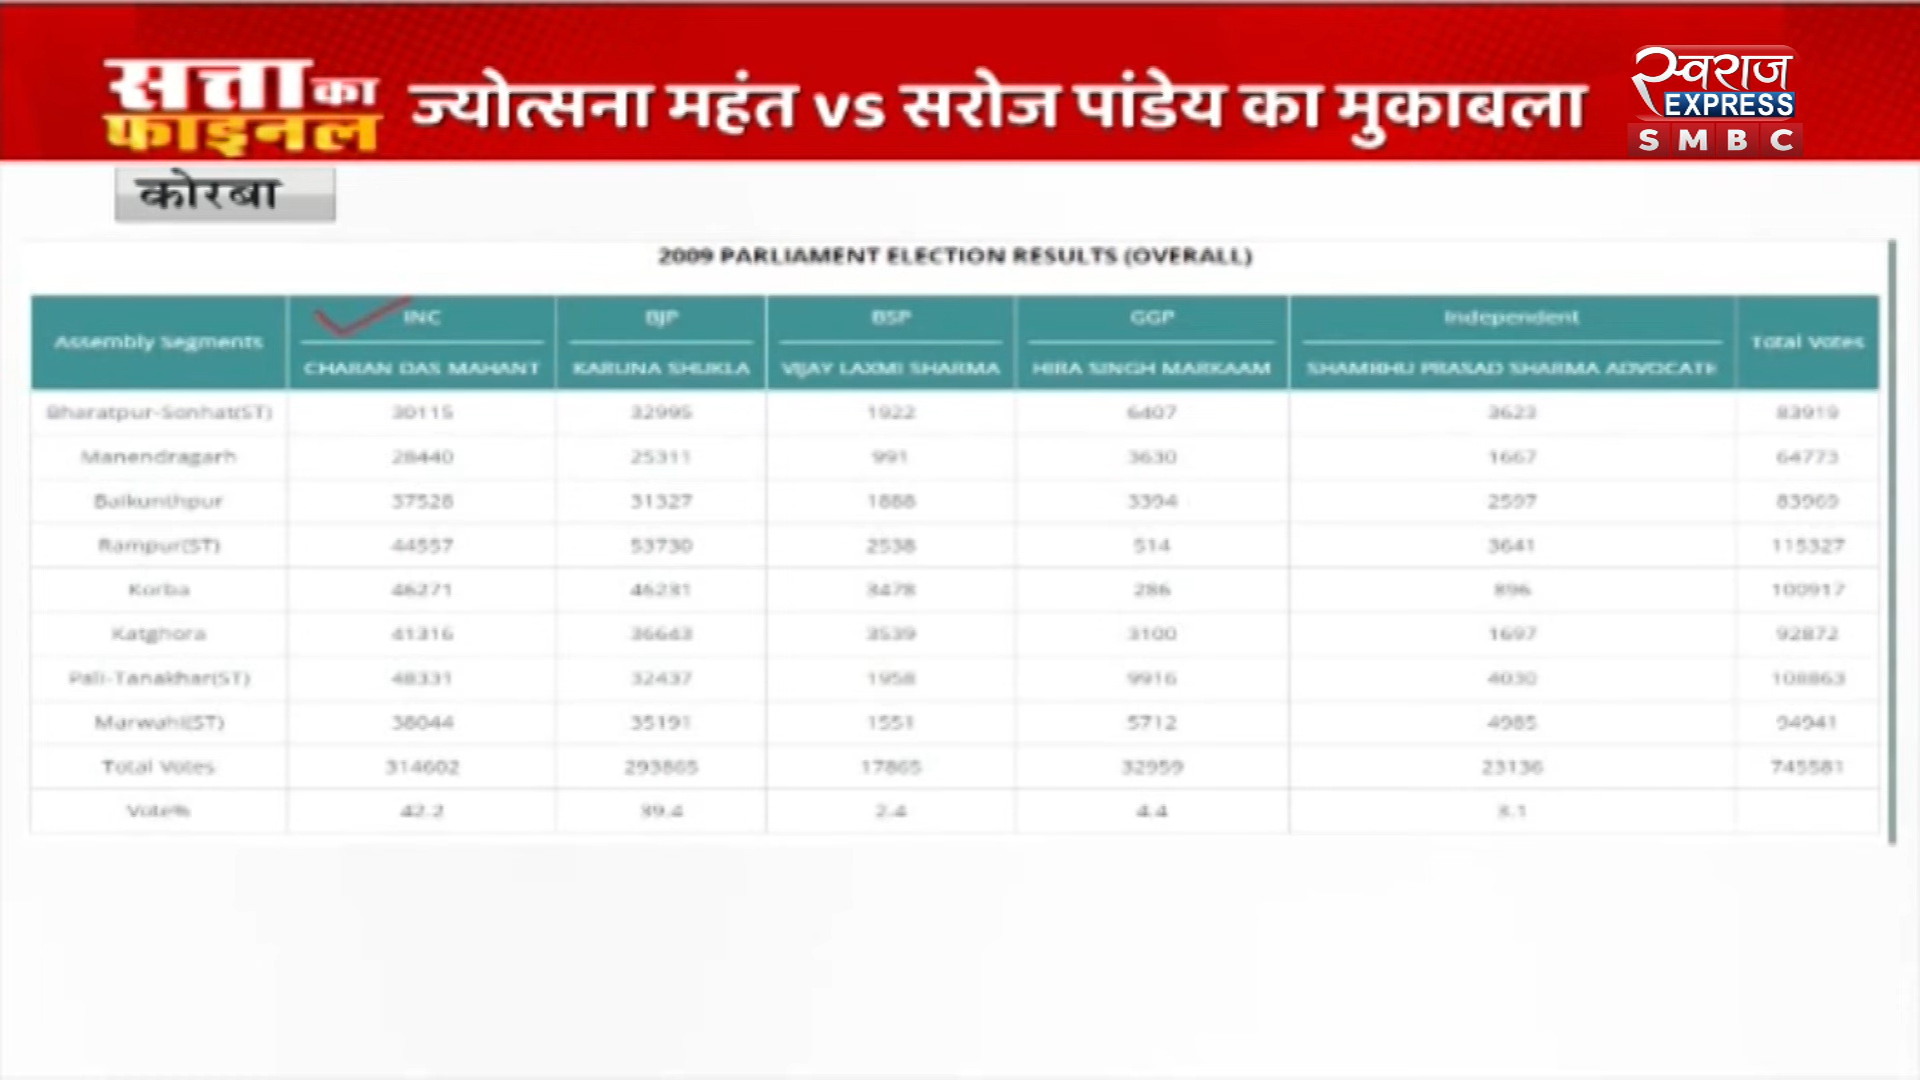 सत्ता का
फाइनल
ज्योत्सना महंत vs सरोज पांडेय का मुकाबला
स्वराज
EXPRESS
SMBC
कोरबा
2009 PARLIAMENT ELECTION RESULTS (OVERALL)
Assembly Segments INC BJP BSP GGP Independent Total Votes
CHARAN DAS MAHANT KARUNA SHUKLA VIJAY LAXMI SHARMA HIRA SINGH MARKAAM SHAMBHU PRASAD SHARMA ADVOCATE
Bharatpur-Sonhat(ST) 30115 32995 1922 6407 3623 83919
Manendragarh 28440 25311 991 3630 1667 64773
Baikunthpur 37528 31327 1888 3394 2597 83969
Rampur(ST) 44557 53730 2538 514 3641 115327
Korba 46271 46231 3478 286 896 100917
Katghora 41316 36643 3539 3100 1697 92872
Pali-Tanakhar(ST) 48331 32437 1958 9916 4030 108863
Marwahi(ST) 38044 35191 1551 5712 4985 94941
Total Votes 314602 293865 17865 32959 23136 745581
Vote% 42.2 39.4 2.4 4.4 3.1